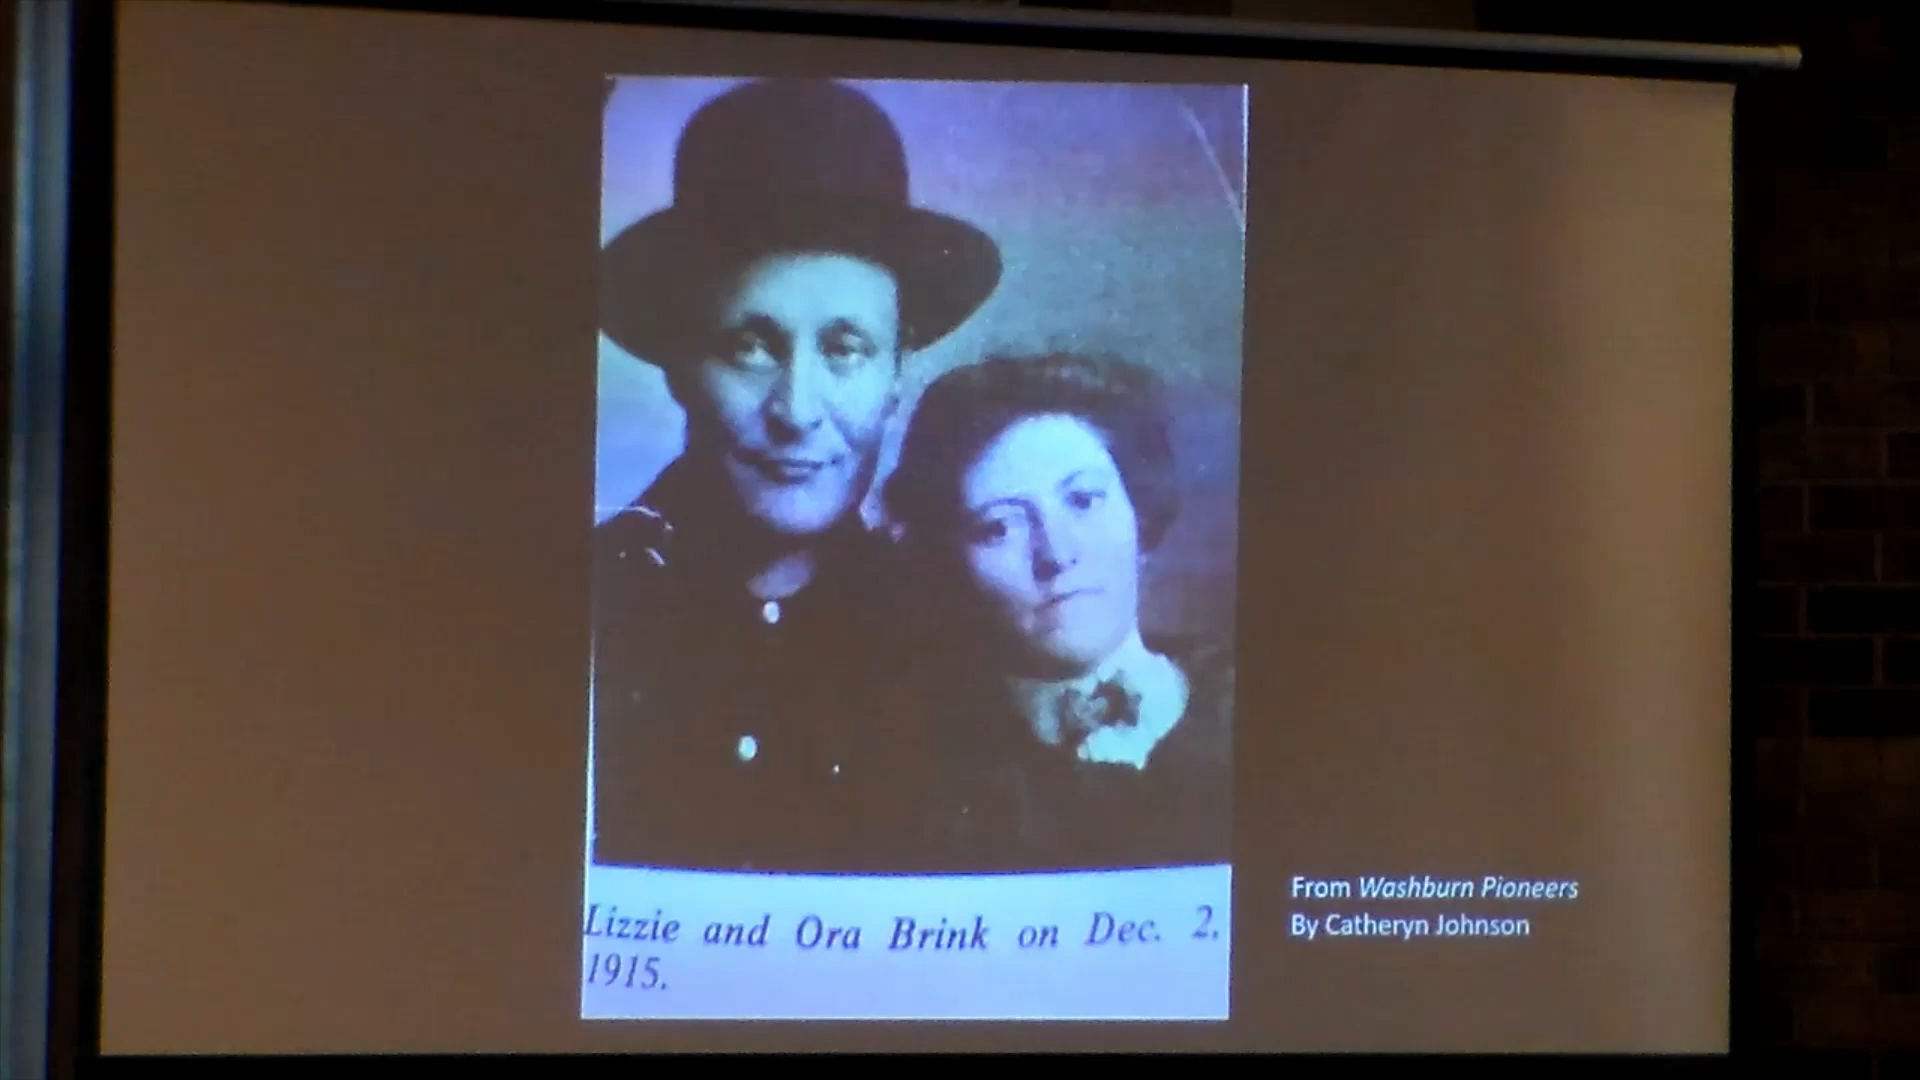 Lizzie and Ora Brink on Dec. 2,
1915.
From Washburn Pioneers
By Catheryn Johnson